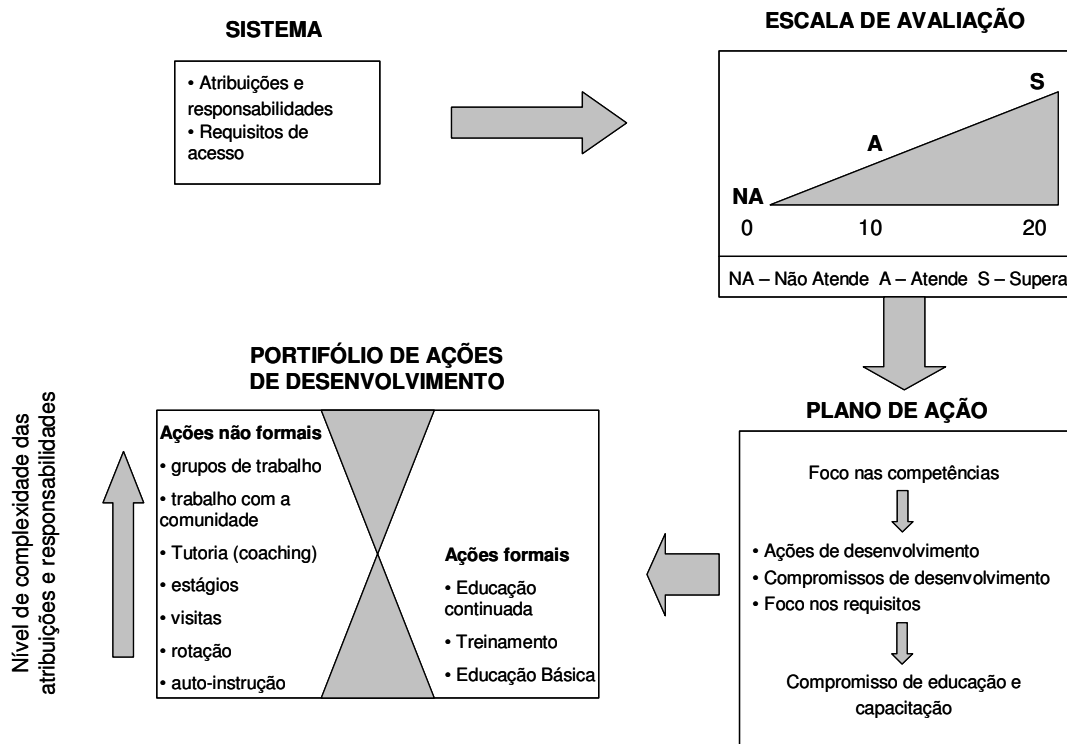 SISTEMA
• Atribuições e
responsabilidades
• Requisitos de
acesso
ESCALA DE AVALIAÇÃO
S
A
NA
0 10 20
NA – Não Atende A – Atende S – Supera
PLANO DE AÇÃO
Foco nas competências
• Ações de desenvolvimento
• Compromissos de desenvolvimento
• Foco nos requisitos
Compromisso de educação e
capacitação
PORTIFÓLIO DE AÇÕES
DE DESENVOLVIMENTO
Ações não formais
• grupos de trabalho
• trabalho com a
comunidade
• Tutoria (coaching)
• estágios
• visitas
• rotação
• auto-instrução
Ações formais
• Educação
continuada
• Treinamento
• Educação Básica
Nível de complexidade das
atribuições e responsabilidades